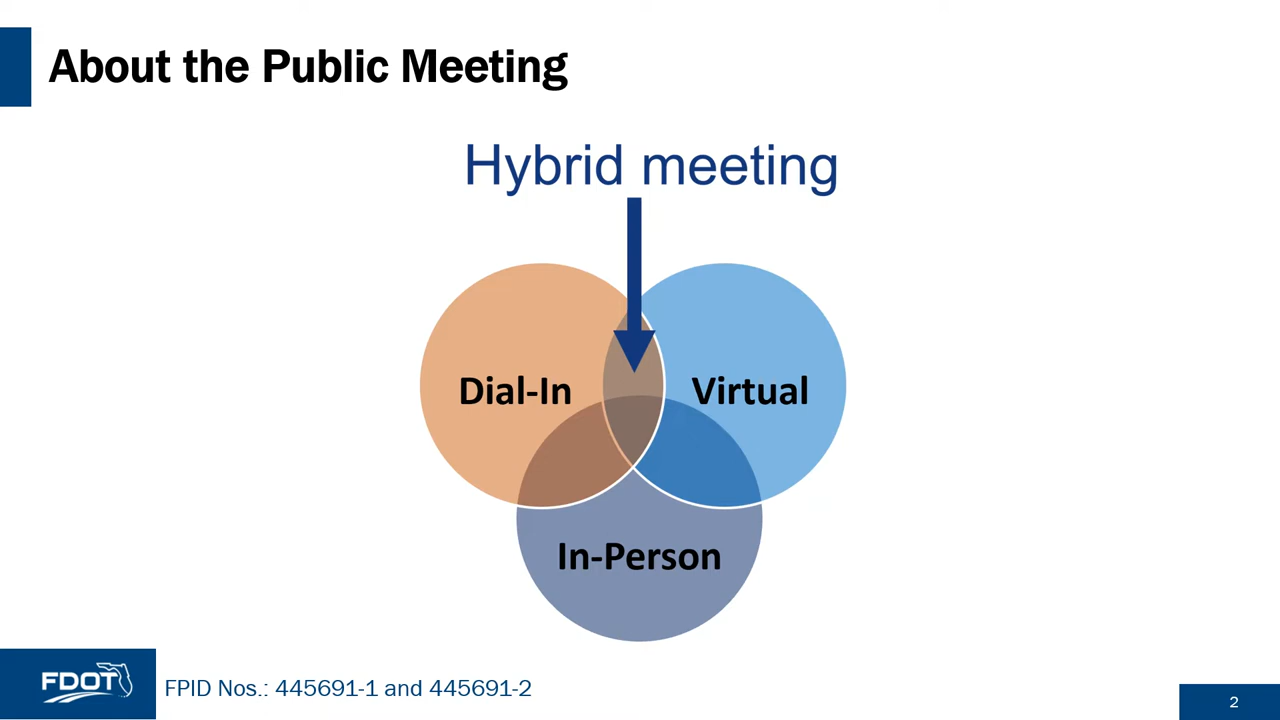 About the Public Meeting
Hybrid meeting
Dial-In
Virtual
In-Person
FDOT
FPID Nos.: 445691-1 and 445691-2
2